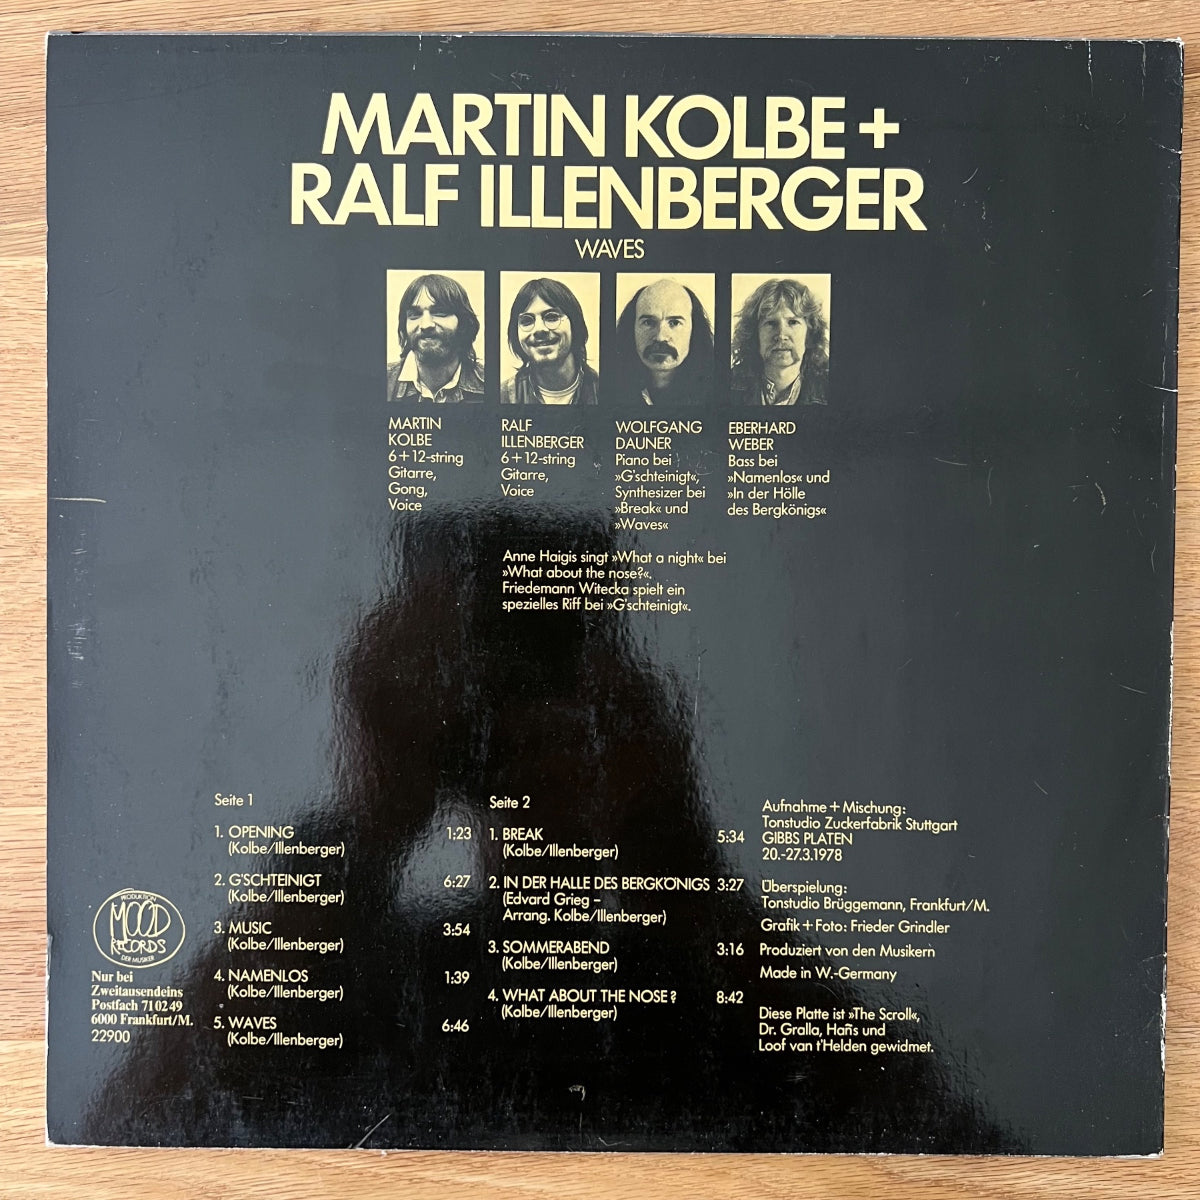 MARTIN KOLBE +
RALF ILLENBERGER
WAVES
MARTIN
KOLBE
6+12-string
Gitarre,
Gong,
Voice
RALF
ILLENBERGER
6+12-string
Gitarre,
Voice
WOLFGANG
DAUNER
Piano bei
»G'schteinigt«,
Synthesizer bei
»Break« und
»Waves«
EBERHARD
WEBER
Bass bei
»Namenlos« und
»In der Hölle
des Bergkönigs«
Anne Haigis singt »What a night« bei
»What about the nose?«.
Friedemann Witecka spielt ein
spezielles Riff bei »G'schteinigt«.
Seite 1
1. OPENING 1:23
(Kolbe/Illenberger)
2. G'SCHTEINIGT 6:27
(Kolbe/Illenberger)
3. MUSIC 3:54
(Kolbe/Illenberger)
4. NAMENLOS 1:39
(Kolbe/Illenberger)
5. WAVES 6:46
(Kolbe/Illenberger)
Seite 2
1. BREAK 5:34
(Kolbe/Illenberger)
2. IN DER HALLE DES BERGKÖNIGS 3:27
(Edvard Grieg –
Arrang. Kolbe/Illenberger)
3. SOMMERABEND 3:16
(Kolbe/Illenberger)
4. WHAT ABOUT THE NOSE? 8:42
(Kolbe/Illenberger)
Aufnahme + Mischung:
Tonstudio Zuckerfabrik Stuttgart
GIBBS PLATEN
20.-27.3.1978
Überspielung:
Tonstudio Brüggemann, Frankfurt/M.
Grafik + Foto: Frieder Grindler
Produziert von den Musikern
Made in W.-Germany
Diese Platte ist »The Scroll«,
Dr. Gralla, Hañs und
Loof van t'Helden gewidmet.
PRODUKTION
MOOD
RECORDS
DER MUSIKER
Nur bei
Zweitausendeins
Postfach 710249
6000 Frankfurt/M.
22900